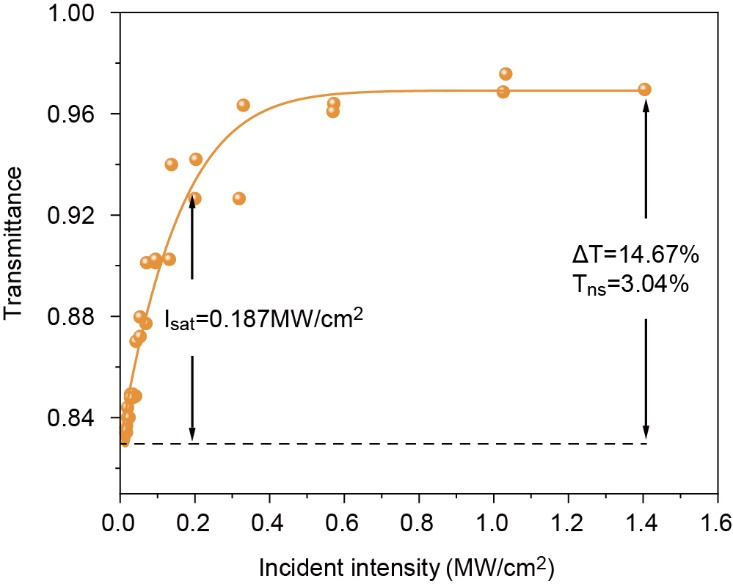 1.00
0.96
0.92
0.88
0.84
Transmittance
ΔT=14.67%
Tns=3.04%
Isat=0.187MW/cm²
0.0 0.2 0.4 0.6 0.8 1.0 1.2 1.4 1.6
Incident intensity (MW/cm²)